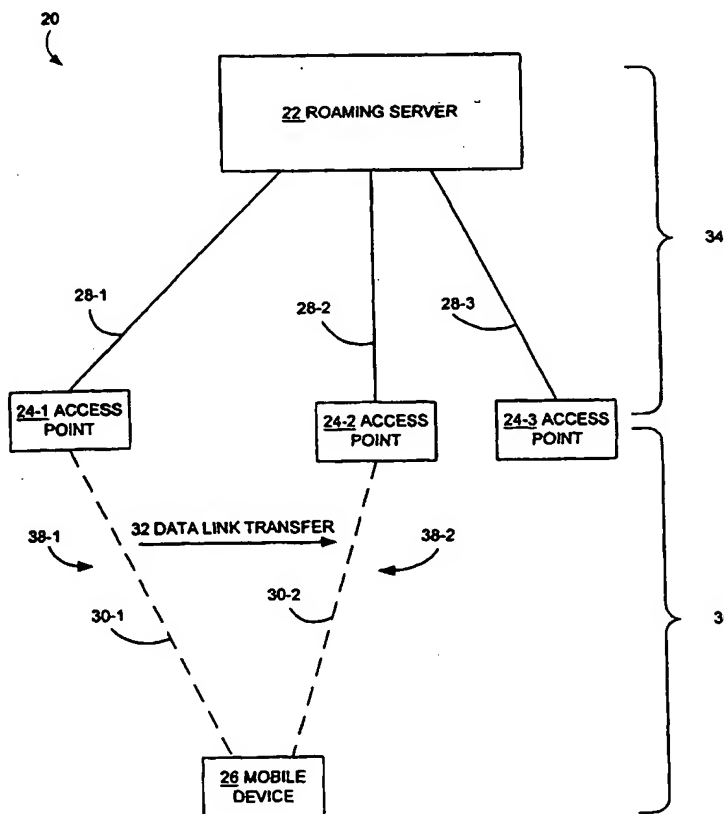 20
22 ROAMING SERVER
34
28-1
28-2
28-3
24-1 ACCESS
POINT
24-2 ACCESS
POINT
24-3 ACCESS
POINT
32 DATA LINK TRANSFER
38-1
38-2
30-1
30-2
3
26 MOBILE
DEVICE